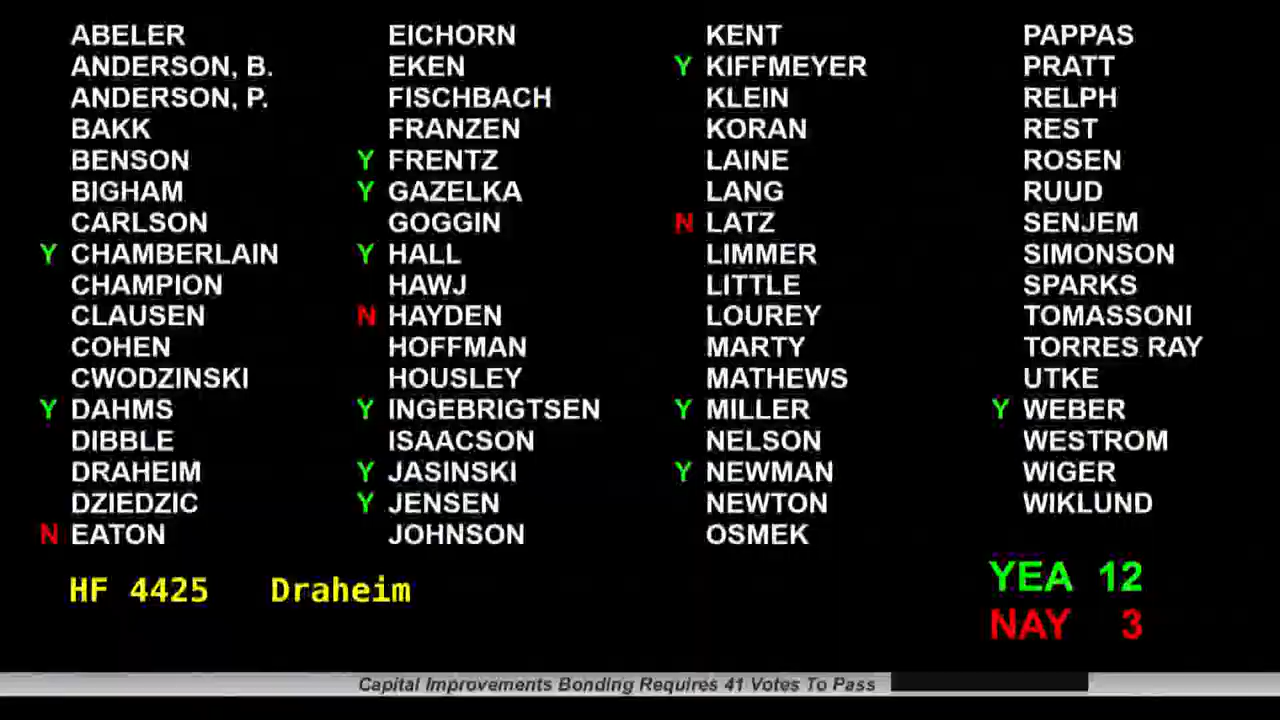 ABELER EICHORN KENT PAPPAS
ANDERSON, B. EKEN Y KIFFMEYER PRATT
ANDERSON, P. FISCHBACH KLEIN RELPH
BAKK FRANZEN KORAN REST
BENSON Y FRENTZ LAINE ROSEN
BIGHAM Y GAZELKA LANG RUUD
CARLSON GOGGIN N LATZ SENJEM
Y CHAMBERLAIN Y HALL LIMMER SIMONSON
CHAMPION HAWJ LITTLE SPARKS
CLAUSEN N HAYDEN LOUREY TOMASSONI
COHEN HOFFMAN MARTY TORRES RAY
CWODZINSKI HOUSLEY MATHEWS UTKE
Y DAHMS Y INGEBRIGTSEN Y MILLER Y WEBER
DIBBLE ISAACSON NELSON WESTROM
DRAHEIM Y JASINSKI Y NEWMAN WIGER
DZIEDZIC Y JENSEN NEWTON WIKLUND
N EATON JOHNSON OSMEK
HF 4425 Draheim
YEA 12
NAY 3
Capital Improvements Bonding Requires 41 Votes To Pass